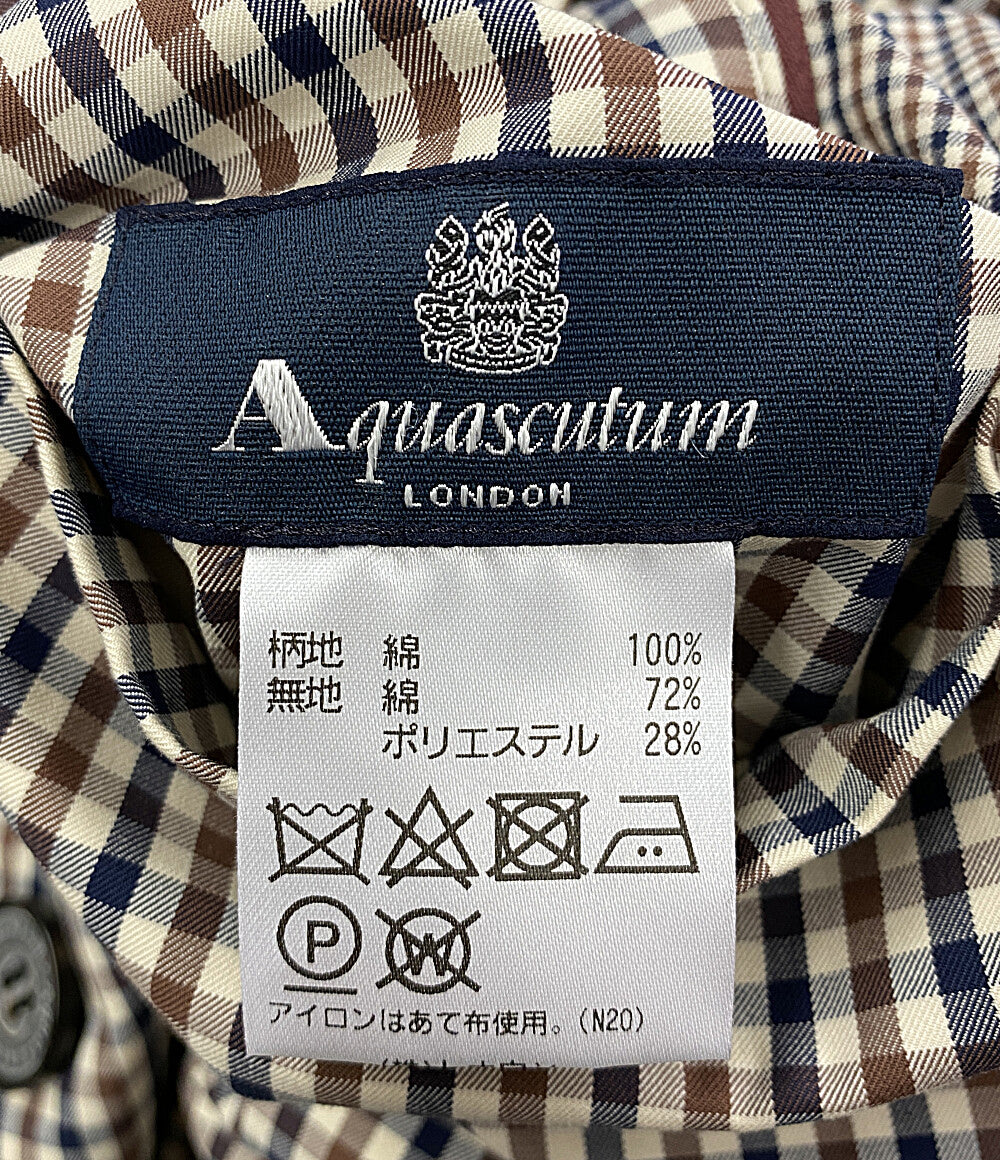 Aquascutum
LONDON
柄地 綿 100%
無地 綿 72%
ポリエステル 28%
P
W
アイロンはあて布使用。(N20)